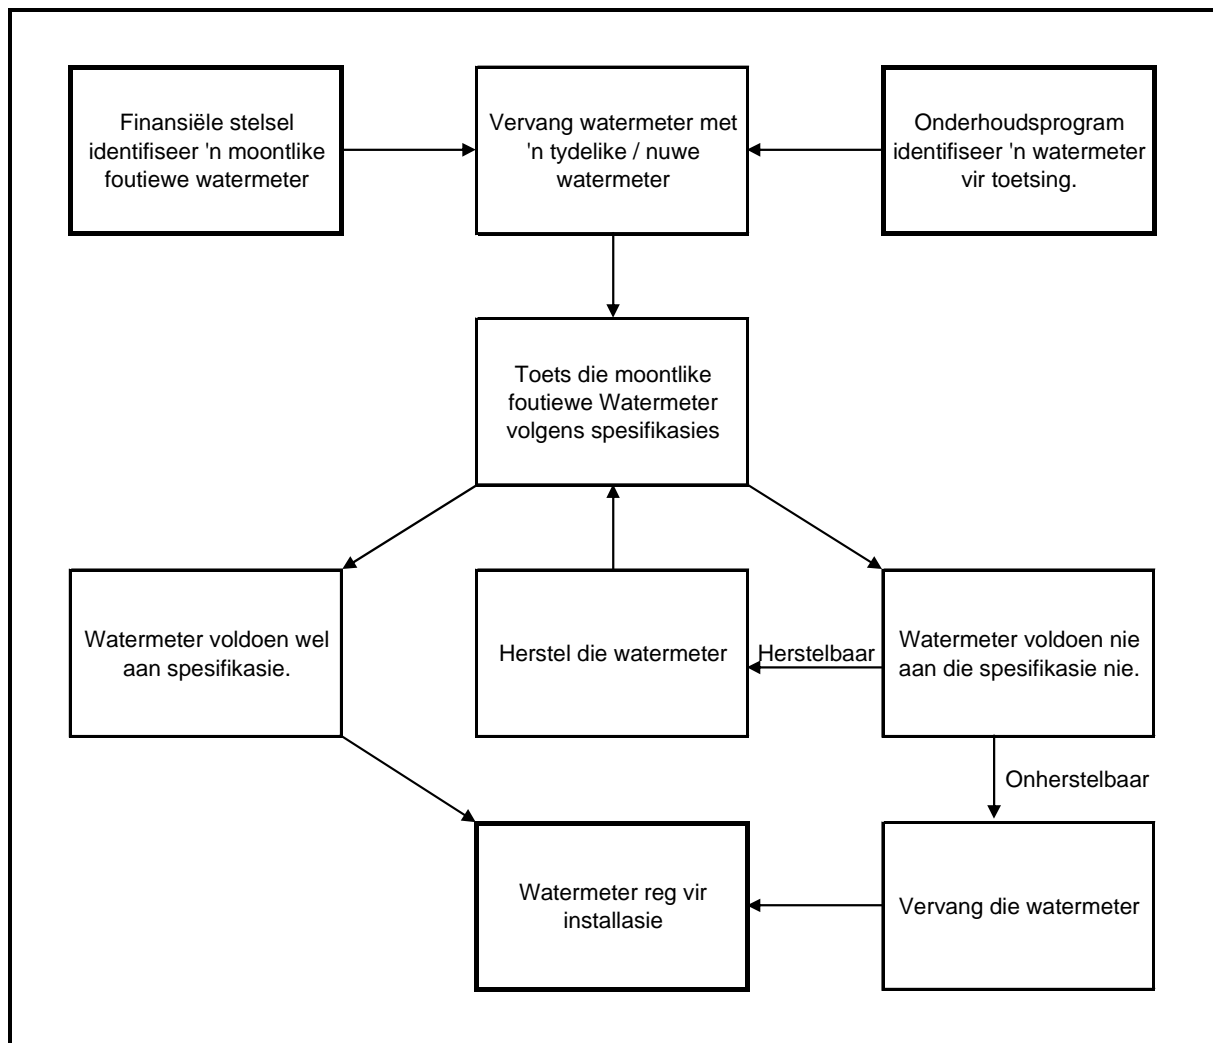 Finansiële stelsel
identifiseer 'n moontlike
foutiewe watermeter
Vervang watermeter met
'n tydelike / nuwe
watermeter
Onderhoudsprogram
identifiseer 'n watermeter
vir toetsing.
Toets die moontlike
foutiewe Watermeter
volgens spesifikasies
Watermeter voldoen wel
aan spesifikasie.
Herstel die watermeter
Herstelbaar
Watermeter voldoen nie
aan die spesifikasie nie.
Onherstelbaar
Watermeter reg vir
installasie
Vervang die watermeter